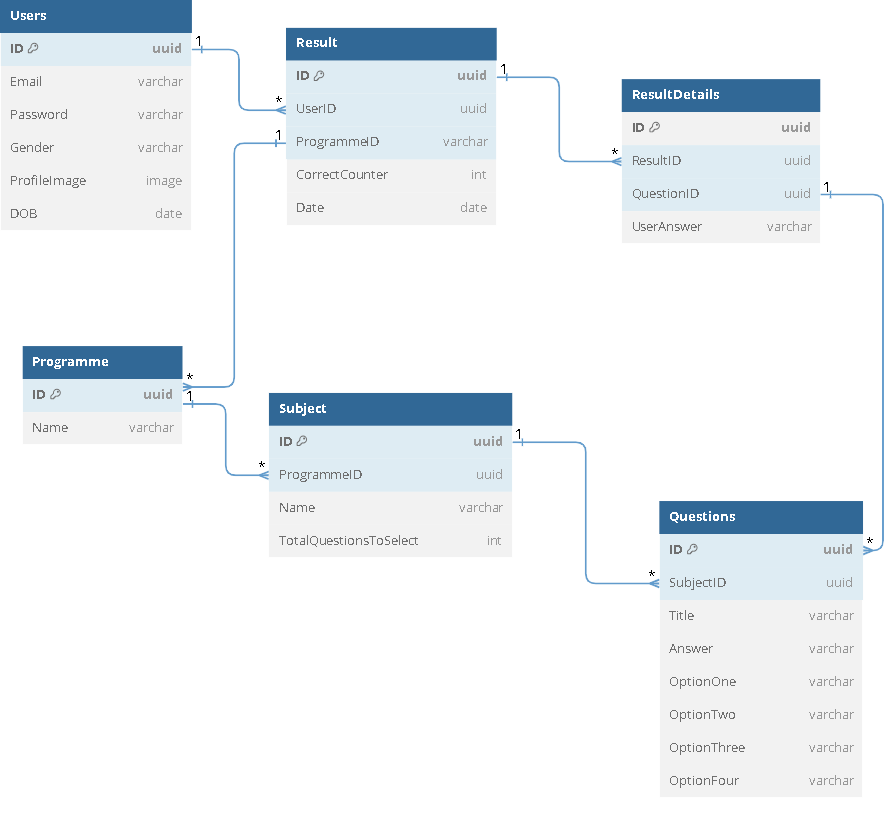 Users
ID uuid
Email varchar
Password varchar
Gender varchar
ProfileImage image
DOB date
1
*
1
Result
ID uuid
UserID uuid
ProgrammeID varchar
CorrectCounter int
Date date
1
*
ResultDetails
ID uuid
ResultID uuid
QuestionID uuid
UserAnswer varchar
1
Programme
ID uuid
Name varchar
*
1
*
Subject
ID uuid
ProgrammeID uuid
Name varchar
TotalQuestionsToSelect int
1
*
Questions
ID uuid
SubjectID uuid
Title varchar
Answer varchar
OptionOne varchar
OptionTwo varchar
OptionThree varchar
OptionFour varchar
*